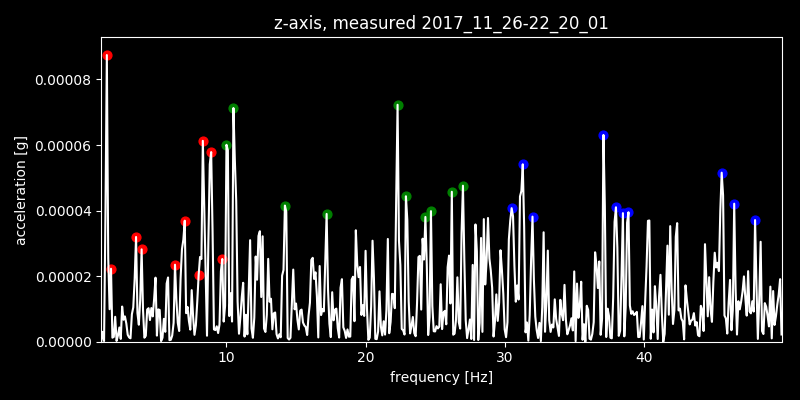 z-axis, measured 2017_11_26-22_20_01
acceleration [g]
0.00008
0.00006
0.00004
0.00002
0.00000
10 20 30 40
frequency [Hz]